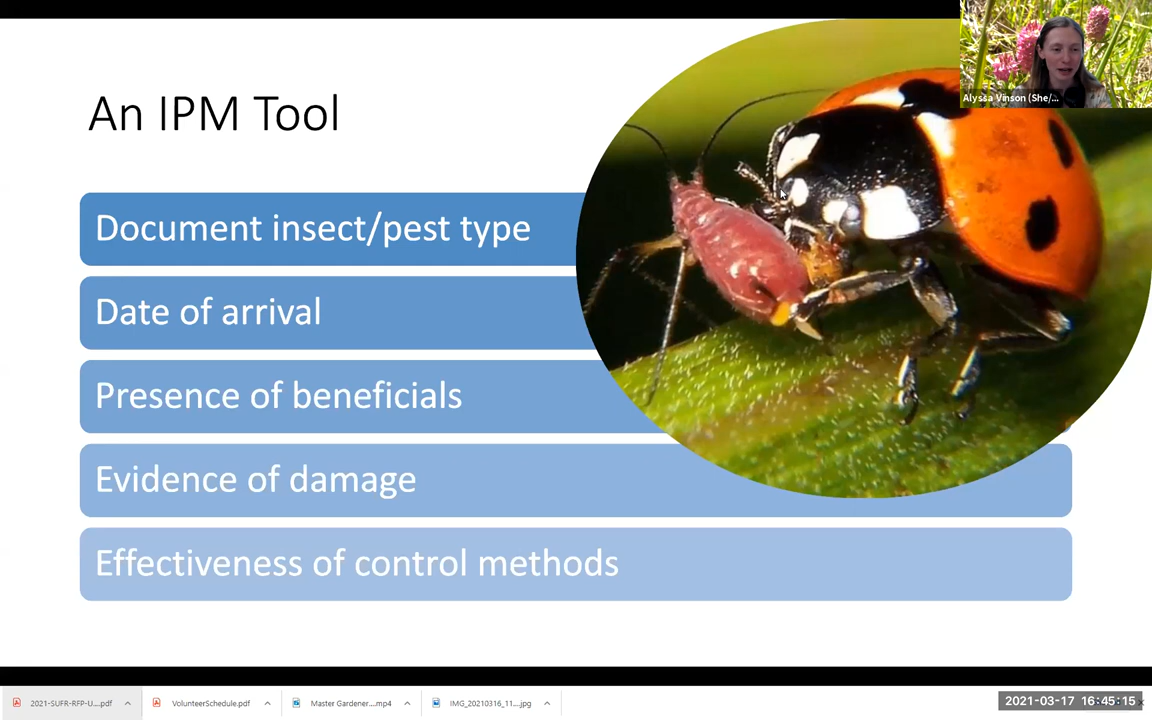 An IPM Tool
Alyssa Vinson (She/...
Document insect/pest type
Date of arrival
Presence of beneficials
Evidence of damage
Effectiveness of control methods
2021-SUFR-RFP-U....pdf
VolunteerSchedule.pdf
Master Gardener....mp4
IMG_20210316_11....jpg
2021-03-17 16:45:15